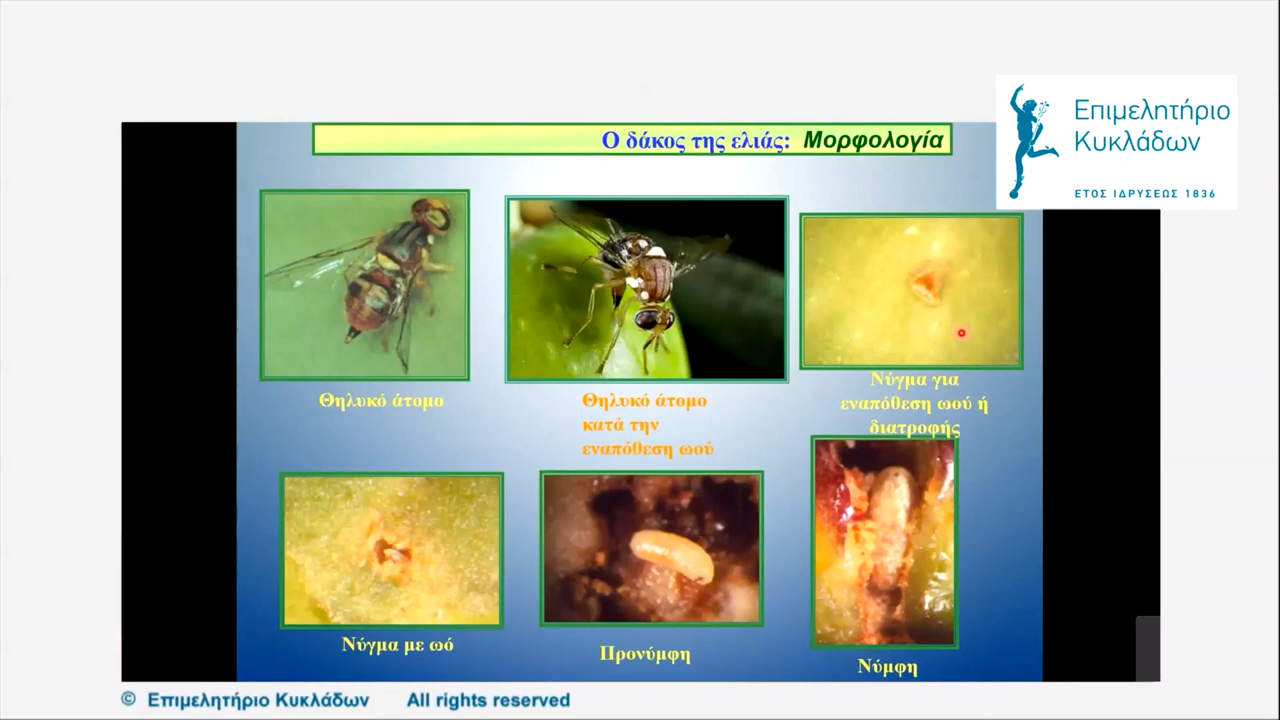 Επιμελητήριο
Κυκλάδων
ΕΤΟΣ ΙΔΡΥΣΕΩΣ 1836
Ο δάκος της ελιάς: Μορφολογία
Θηλυκό άτομο
Θηλυκό άτομο
κατά την
εναπόθεση ωού
Νύγμα για
εναπόθεση ωού ή
διατροφής
Νύγμα με ωό
Προνύμφη
Νύμφη
© Επιμελητήριο Κυκλάδων All rights reserved